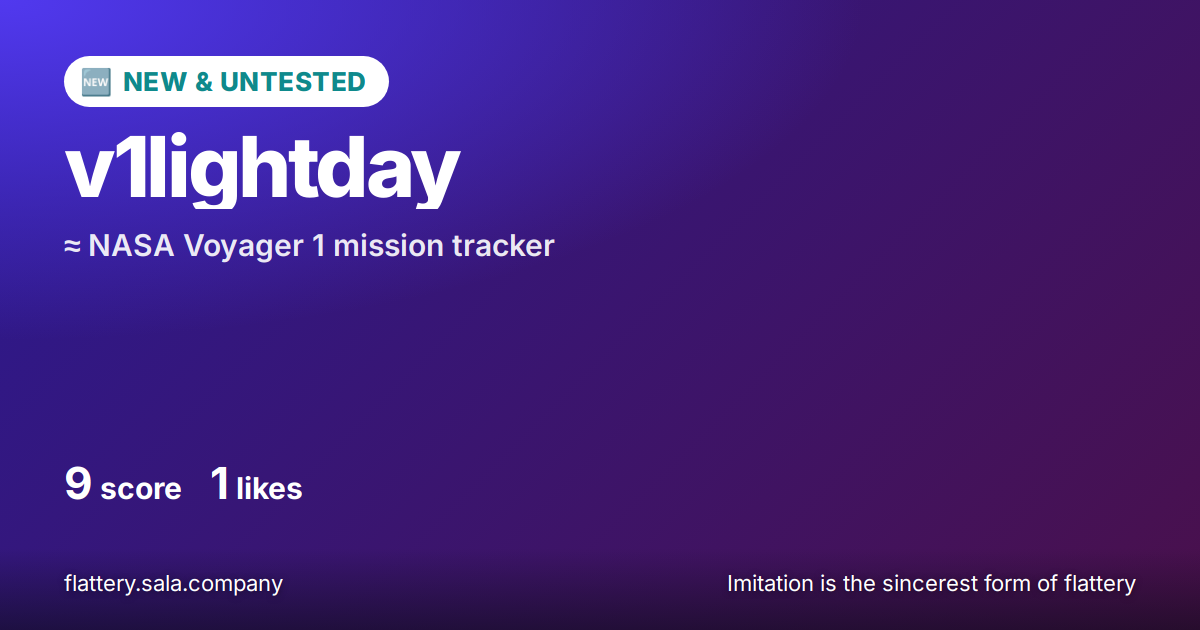 🆕 NEW & UNTESTED
v1lightday
≈ NASA Voyager 1 mission tracker
9 score 1 likes
flattery.sala.company
Imitation is the sincerest form of flattery